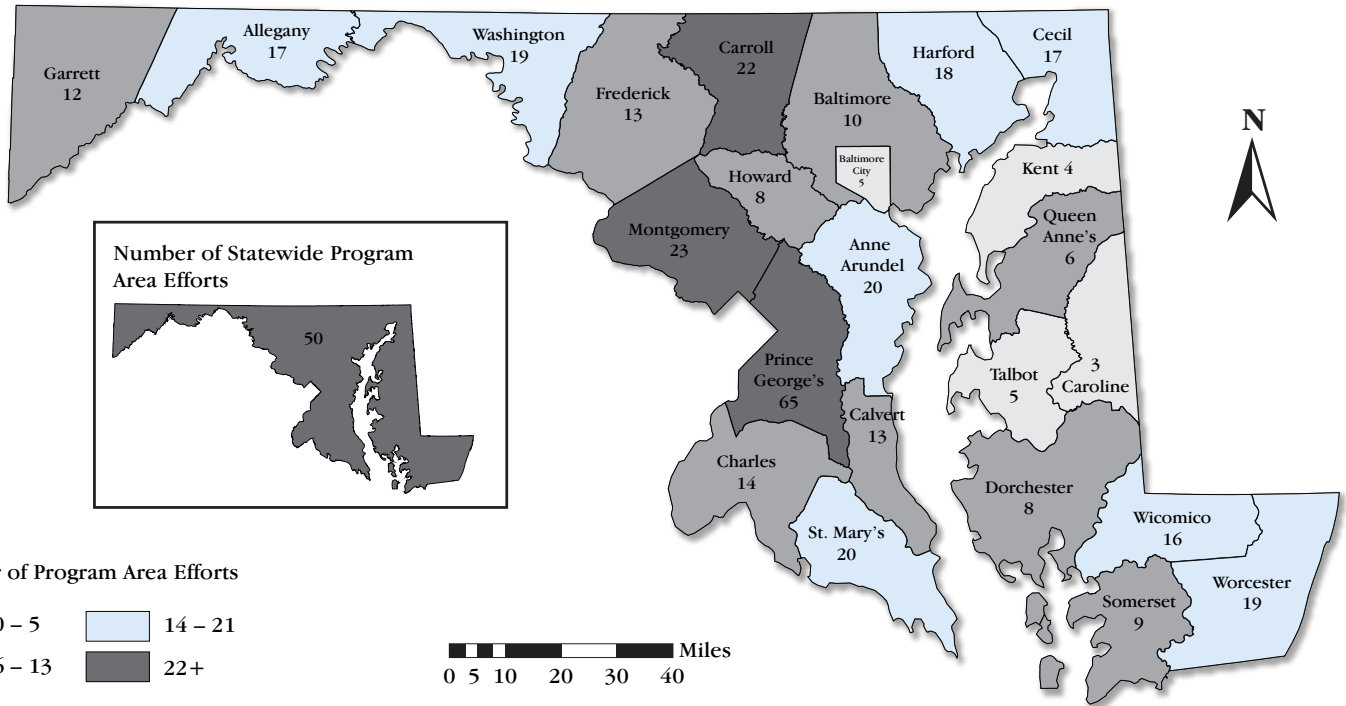 Garrett
12
Allegany
17
Washington
19
Frederick
13
Carroll
22
Baltimore
10
Baltimore
City
5
Harford
18
Cecil
17
N
Kent 4
Queen
Anne's
6
Howard
8
Montgomery
23
Anne
Arundel
20
Prince
George's
65
Talbot
5
3
Caroline
Calvert
13
Charles
14
St. Mary's
20
Dorchester
8
Wicomico
16
Worcester
19
Somerset
9
Number of Statewide Program
Area Efforts
50
of Program Area Efforts
– 5
14 – 21
– 13
22+
Miles
0 5 10 20 30 40